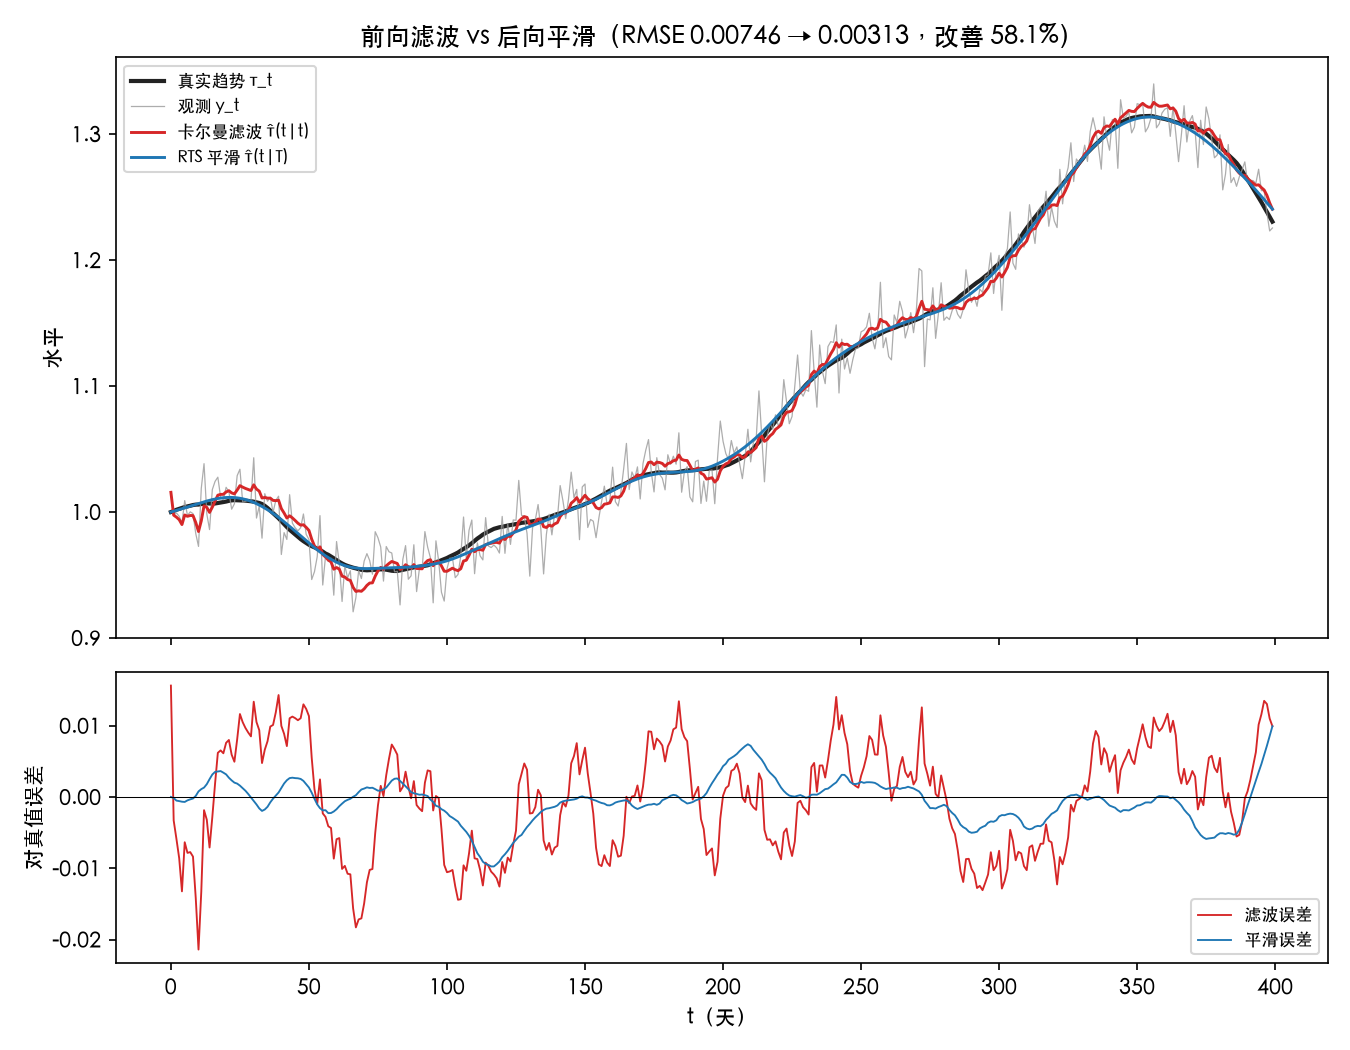 前向滤波 vs 后向平滑（RMSE 0.00746 → 0.00313，改善 58.1%）
真实趋势 τ_t
观测 y_t
卡尔曼滤波 τ̂(t|t)
RTS 平滑 τ̂(t|T)
水平
1.3
1.2
1.1
1.0
0.9
对真值误差
0.01
0.00
-0.01
-0.02
滤波误差
平滑误差
0 50 100 150 200 250 300 350 400
t（天）